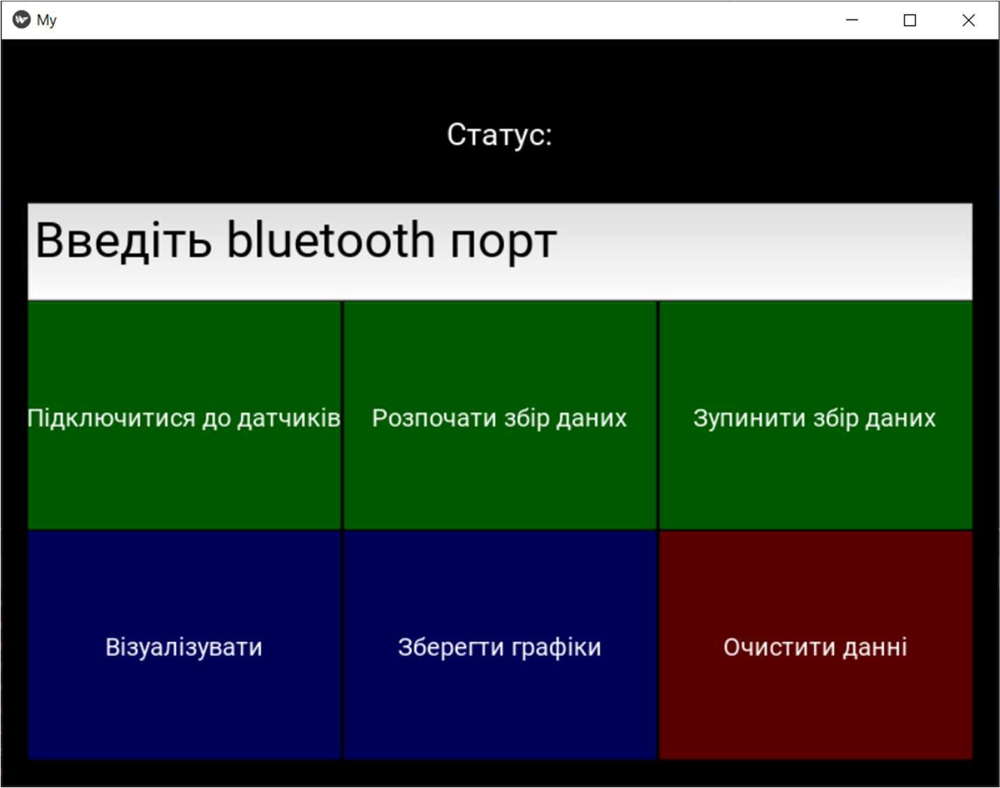 My
Статус:
Введіть bluetooth порт
Підключитися до датчиків
Розпочати збір даних
Зупинити збір даних
Візуалізувати
Зберегти графіки
Очистити данні